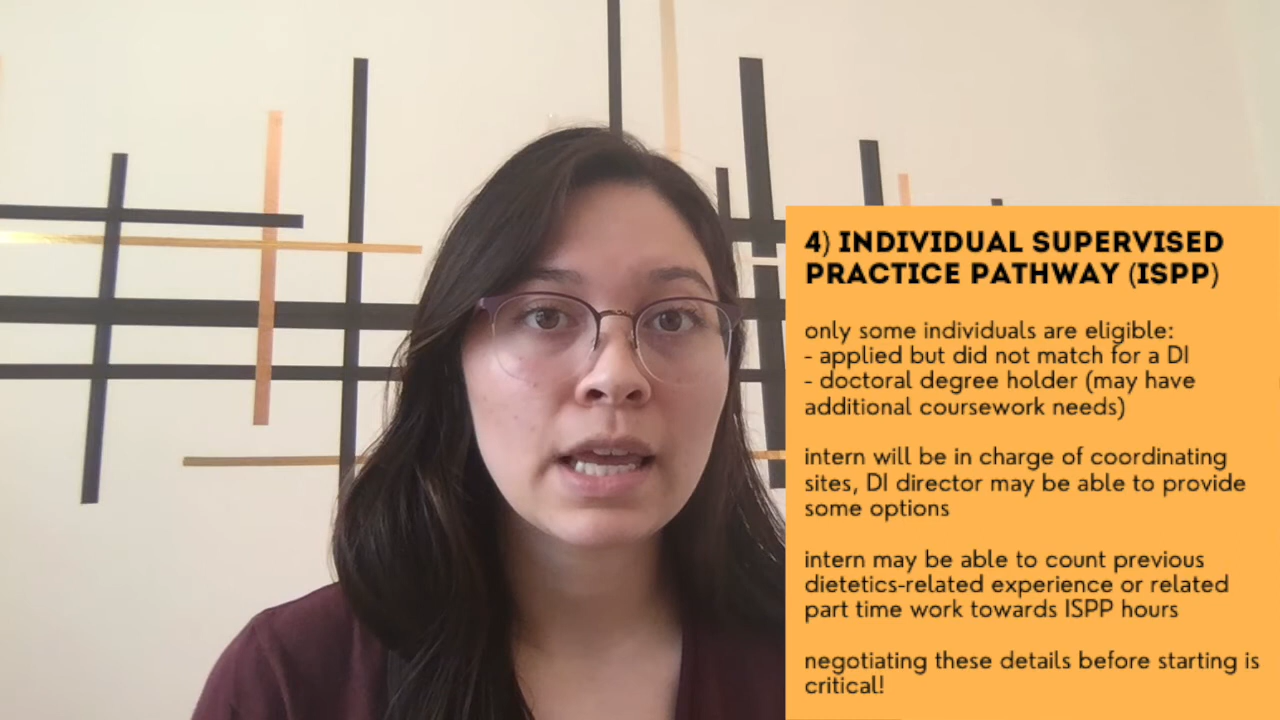 4) INDIVIDUAL SUPERVISED
PRACTICE PATHWAY (ISPP)
only some individuals are eligible:
- applied but did not match for a DI
- doctoral degree holder (may have
additional coursework needs)
intern will be in charge of coordinating
sites, DI director may be able to provide
some options
intern may be able to count previous
dietetics-related experience or related
part time work towards ISPP hours
negotiating these details before starting is
critical!